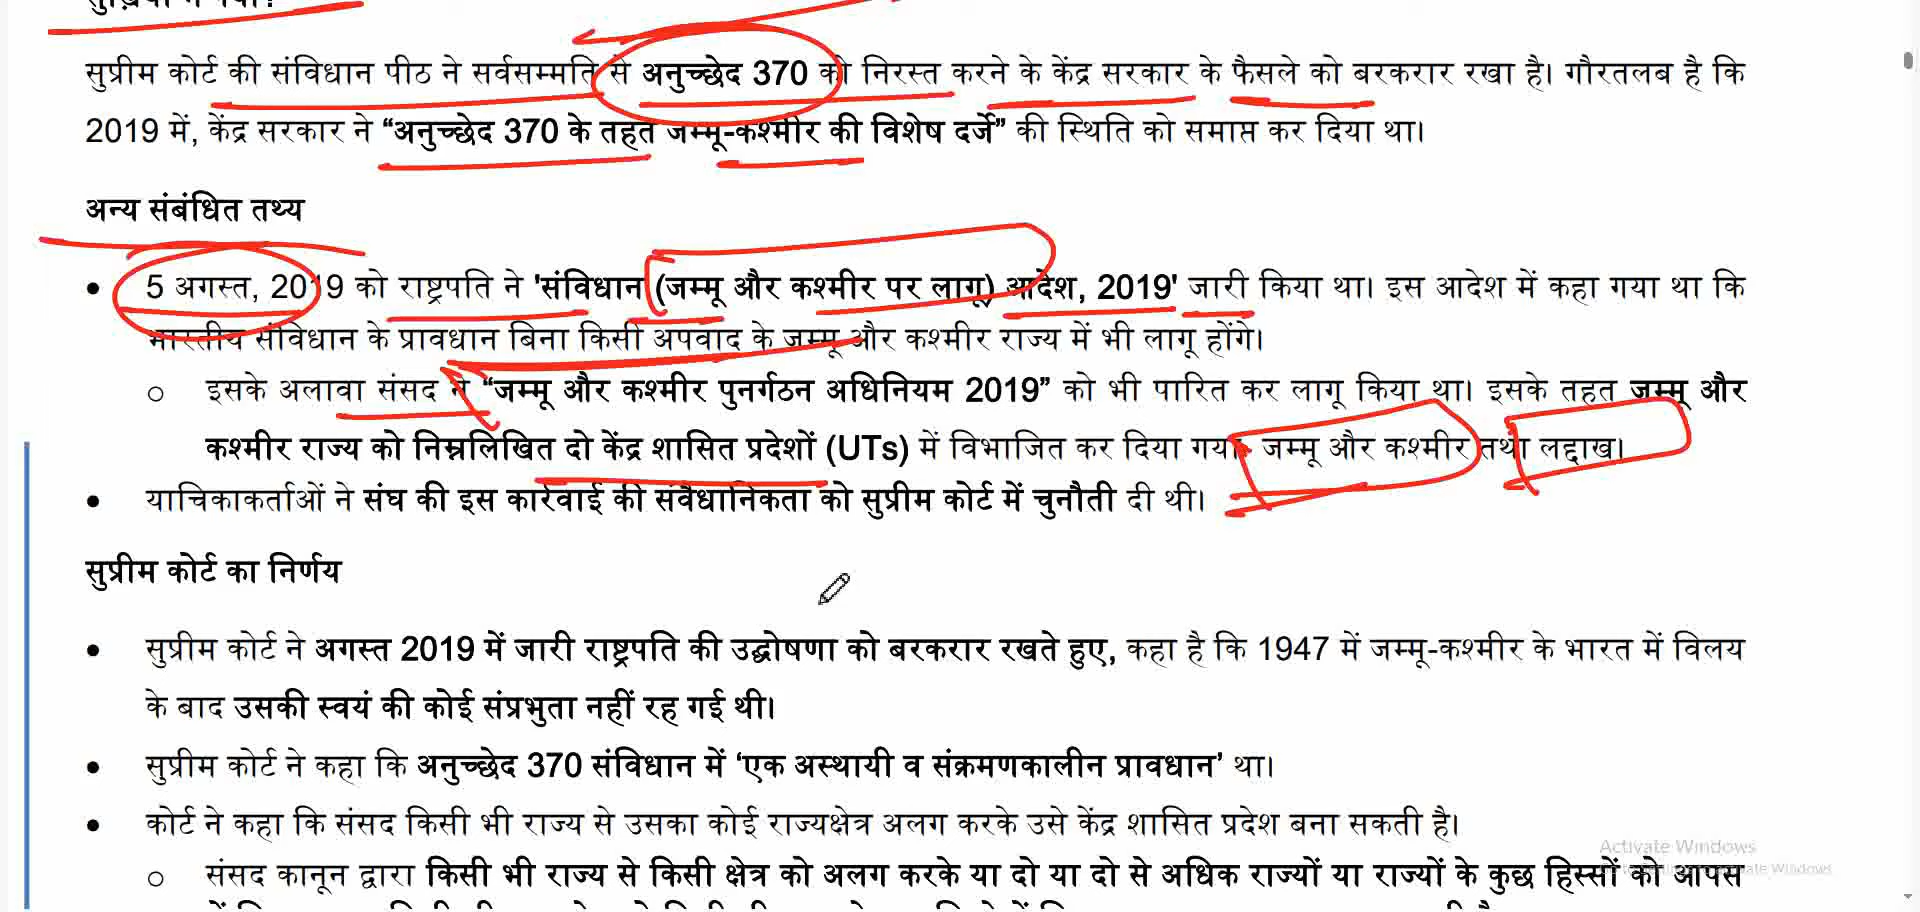 सुप्रीम कोर्ट की संविधान पीठ ने सर्वसम्मति से अनुच्छेद 370 को निरस्त करने के केंद्र सरकार के फैसले को बरकरार रखा है। गौरतलब है कि
2019 में, केंद्र सरकार ने “अनुच्छेद 370 के तहत जम्मू-कश्मीर की विशेष दर्जे” की स्थिति को समाप्त कर दिया था।
अन्य संबंधित तथ्य
• 5 अगस्त, 2019 को राष्ट्रपति ने 'संविधान (जम्मू और कश्मीर पर लागू) आदेश, 2019' जारी किया था। इस आदेश में कहा गया था कि
भारतीय संविधान के प्रावधान बिना किसी अपवाद के जम्मू और कश्मीर राज्य में भी लागू होंगे।
○ इसके अलावा संसद ने “जम्मू और कश्मीर पुनर्गठन अधिनियम 2019” को भी पारित कर लागू किया था। इसके तहत जम्मू और
कश्मीर राज्य को निम्नलिखित दो केंद्र शासित प्रदेशों (UTs) में विभाजित कर दिया गया- जम्मू और कश्मीर तथा लद्दाख।
• याचिकाकर्ताओं ने संघ की इस कार्रवाई की संवैधानिकता को सुप्रीम कोर्ट में चुनौती दी थी।
सुप्रीम कोर्ट का निर्णय
• सुप्रीम कोर्ट ने अगस्त 2019 में जारी राष्ट्रपति की उद्घोषणा को बरकरार रखते हुए, कहा है कि 1947 में जम्मू-कश्मीर के भारत में विलय
के बाद उसकी स्वयं की कोई संप्रभुता नहीं रह गई थी।
• सुप्रीम कोर्ट ने कहा कि अनुच्छेद 370 संविधान में ‘एक अस्थायी व संक्रमणकालीन प्रावधान’ था।
• कोर्ट ने कहा कि संसद किसी भी राज्य से उसका कोई राज्यक्षेत्र अलग करके उसे केंद्र शासित प्रदेश बना सकती है।
Activate Windows
Go to Settings to activate Windows
○ संसद कानून द्वारा किसी भी राज्य से किसी क्षेत्र को अलग करके या दो या दो से अधिक राज्यों या राज्यों के कुछ हिस्सों को आपस